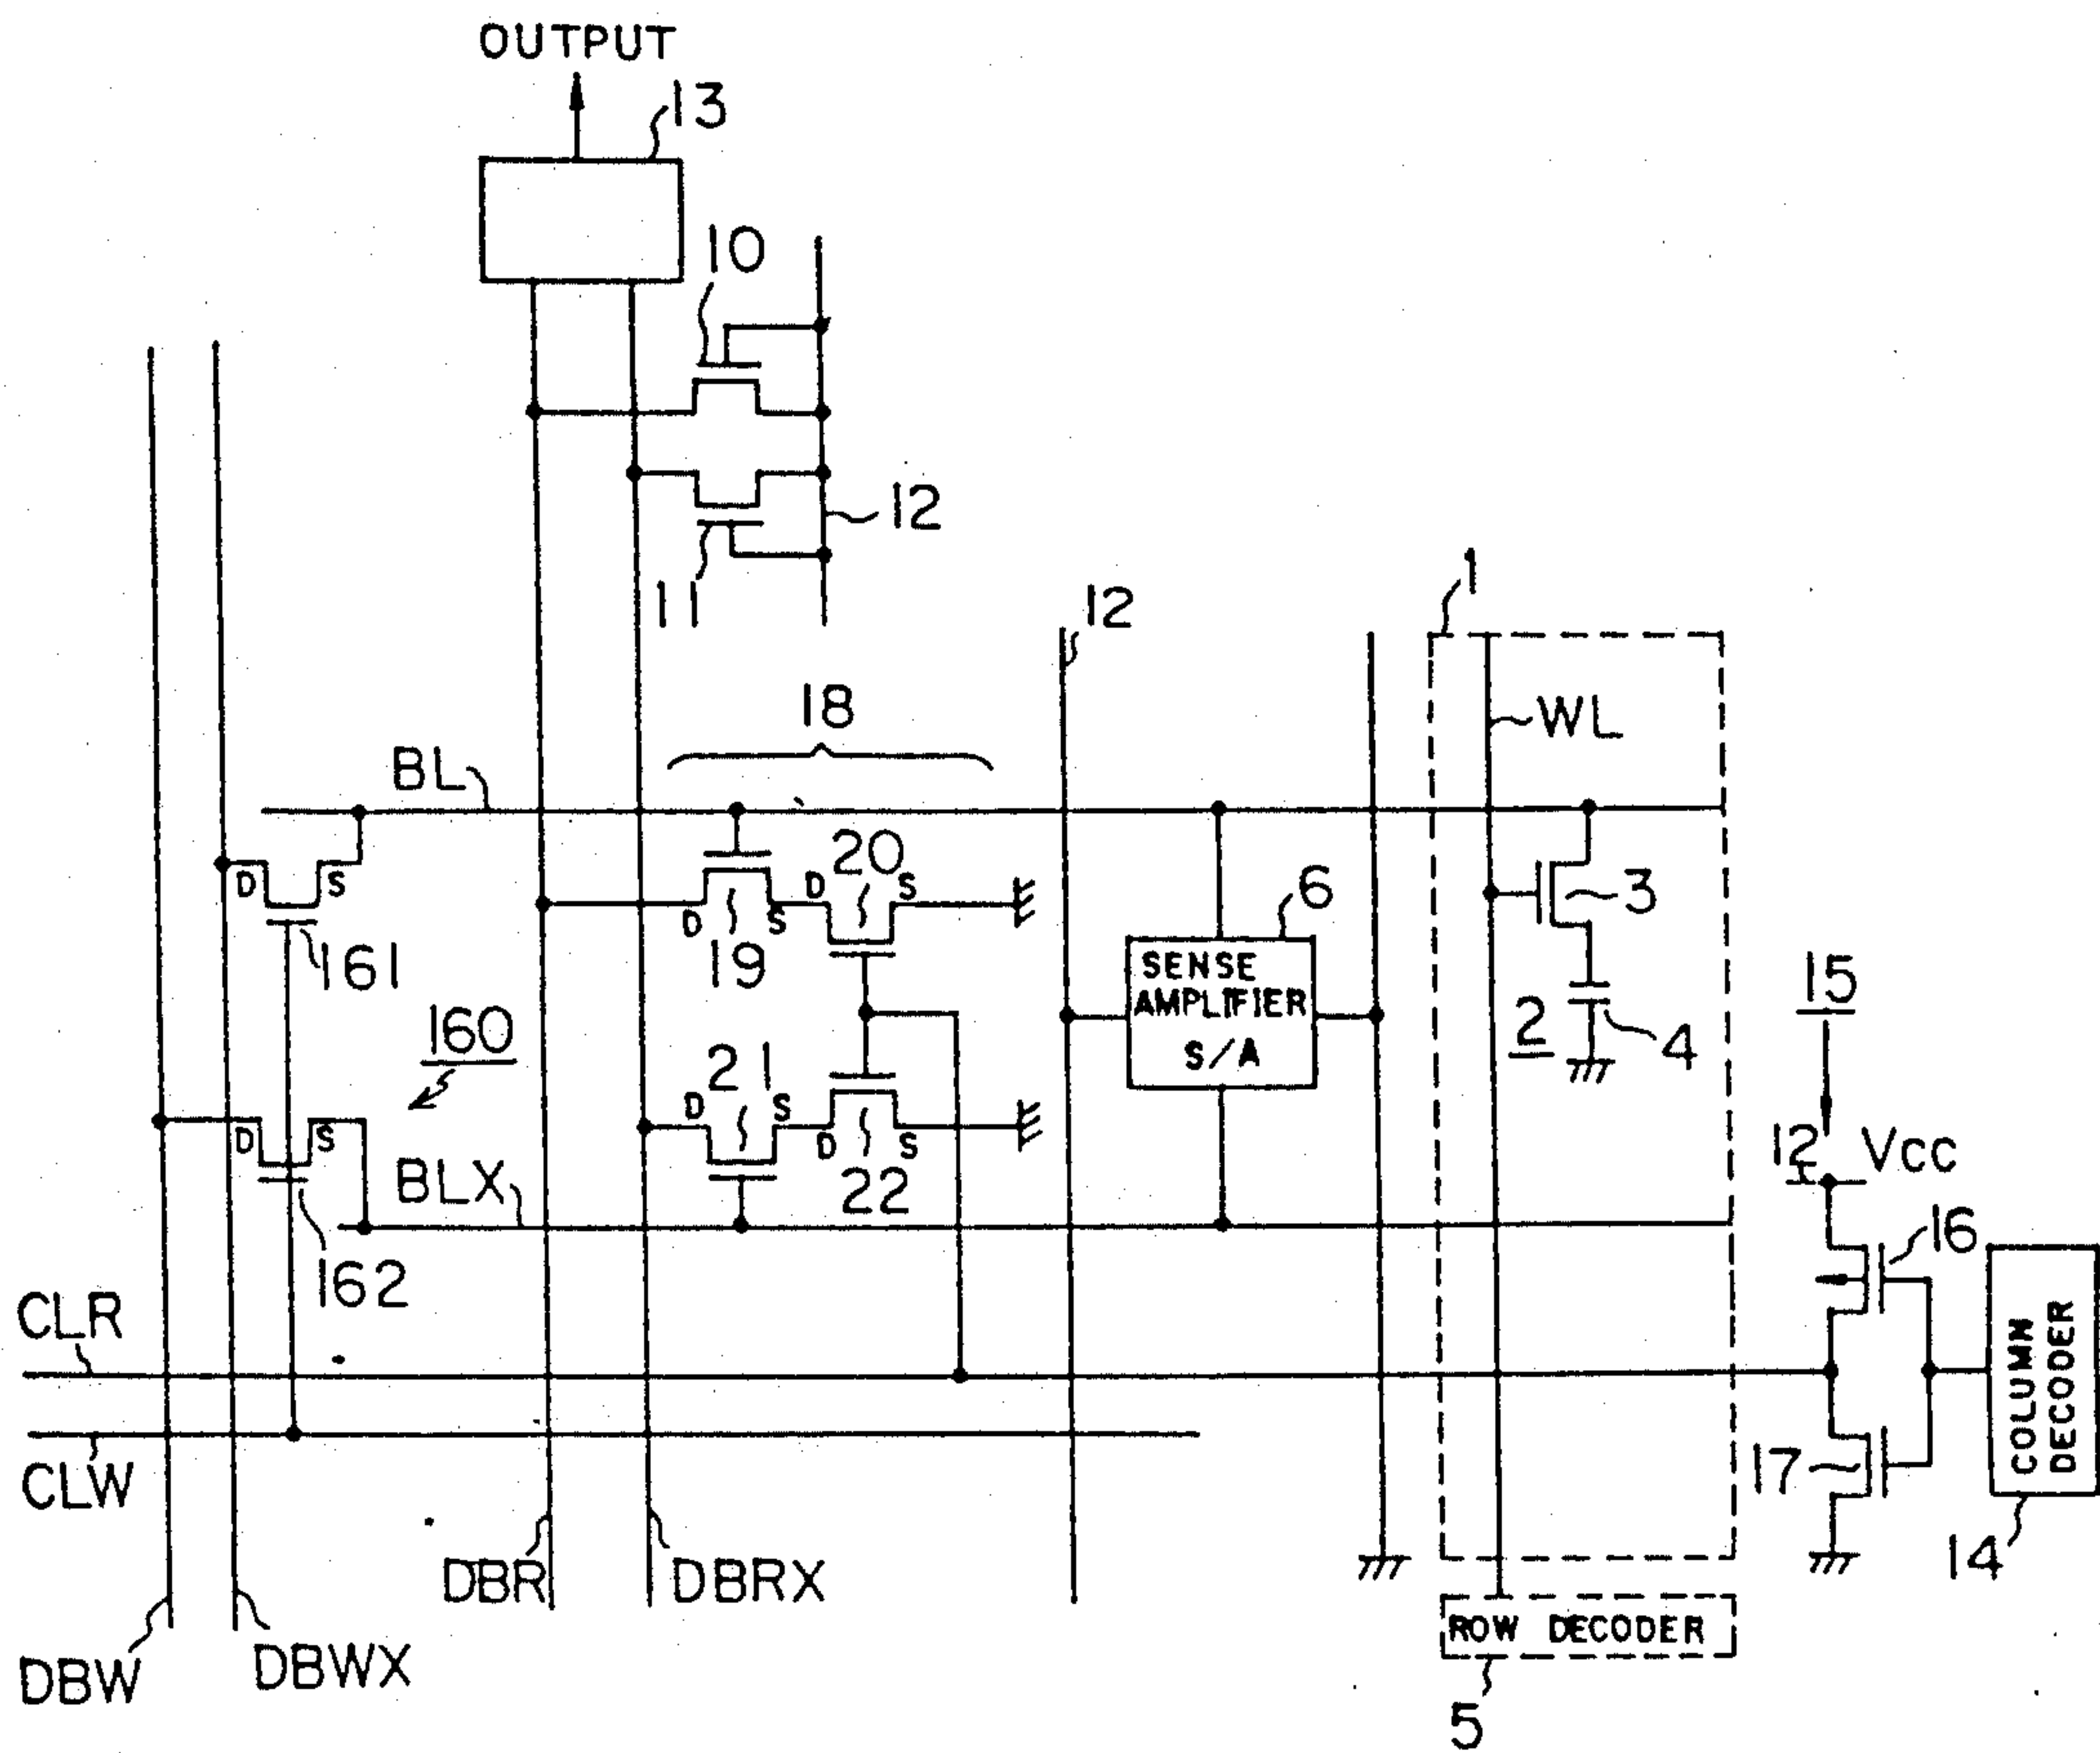 OUTPUT
13
10
12
11
1
12
WL
18
BL
20
D S
D S
S
D S
3
6
19
161
SENSE
AMPLIFIER
S/A
15
2
4
160
21
D S
D S
D S
12 VCC
BLX
22
16
162
CLR
COLUMN
DECODER
17
CLW
14
DBR
DBRX
ROW DECODER
DBW
DBWX
5